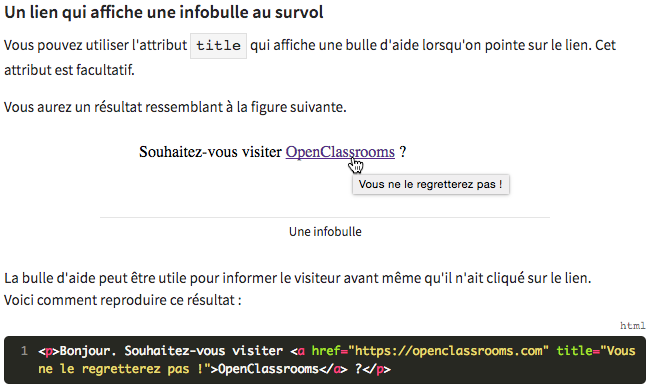 Un lien qui affiche une infobulle au survol
Vous pouvez utiliser l'attribut title qui affiche une bulle d'aide lorsqu'on pointe sur le lien. Cet
attribut est facultatif.
Vous aurez un résultat ressemblant à la figure suivante.
Souhaitez-vous visiter OpenClassrooms ?
Vous ne le regretterez pas !
Une infobulle
La bulle d'aide peut être utile pour informer le visiteur avant même qu'il n'ait cliqué sur le lien.
Voici comment reproduire ce résultat :
html
1 <p>Bonjour. Souhaitez-vous visiter <a href="https://openclassrooms.com" title="Vous
ne le regretterez pas !">OpenClassrooms</a> ?</p>